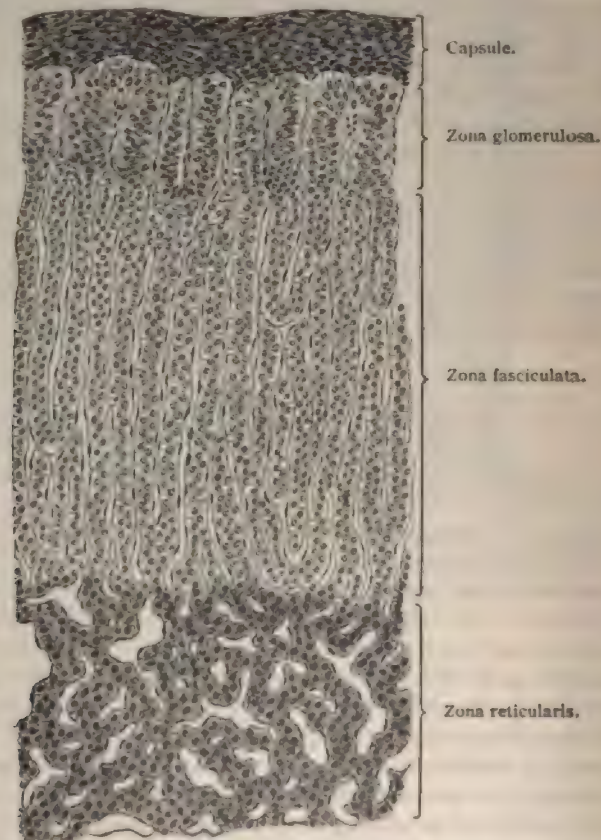 Capsule.
Zona glomerulosa.
Zona fasciculata.
Zona reticularis.